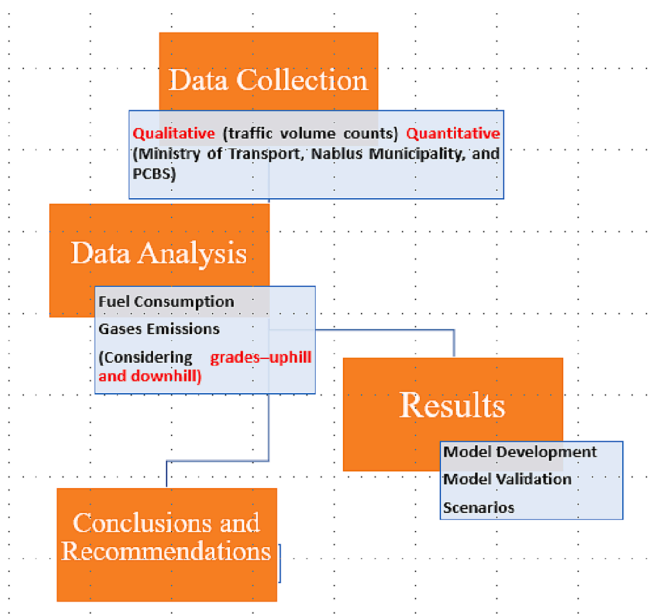 Data Collection
Qualitative (traffic volume counts) Quantitative
(Ministry of Transport, Nablus Municipality, and
PCBS)
Data Analysis
Fuel Consumption
Gases Emissions
(Considering grades–uphill
and downhill)
Results
Model Development
Model Validation
Scenarios
Conclusions and
Recommendations